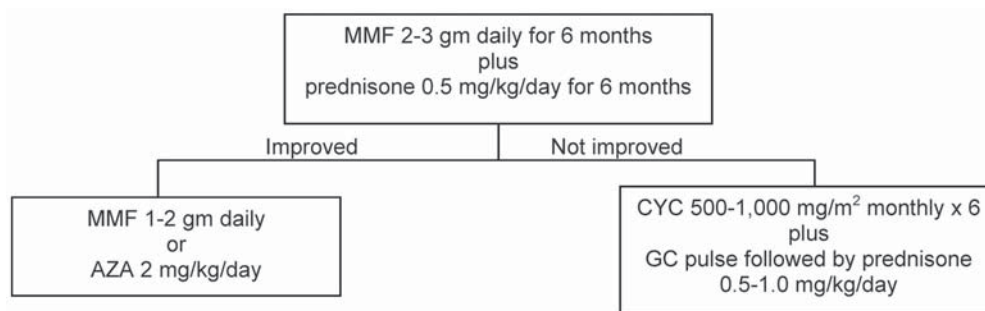 MMF 2-3 gm daily for 6 months
plus
prednisone 0.5 mg/kg/day for 6 months
Improved
Not improved
MMF 1-2 gm daily
or
AZA 2 mg/kg/day
CYC 500-1,000 mg/m² monthly x 6
plus
GC pulse followed by prednisone
0.5-1.0 mg/kg/day